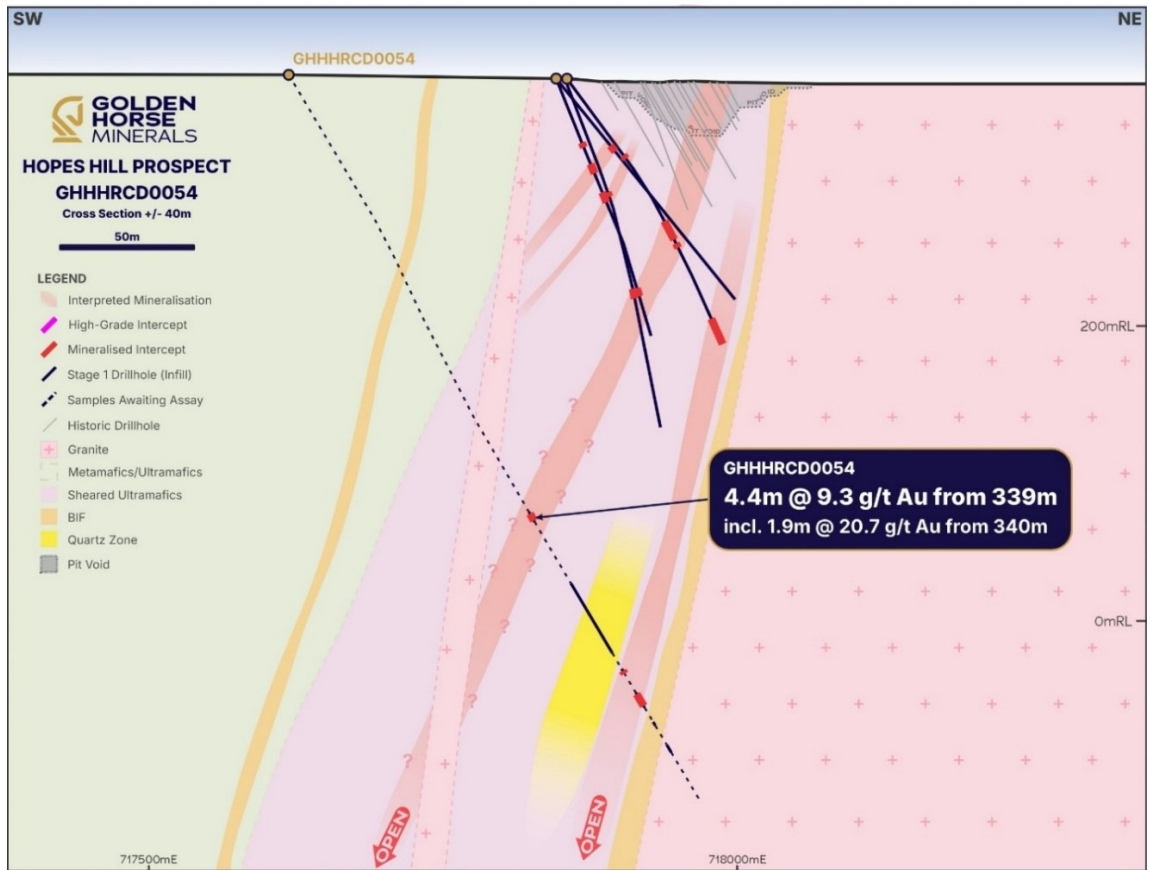 SW
NE
GHHHRCD0054
GOLDEN
HORSE
MINERALS
HOPES HILL PROSPECT
GHHHRCD0054
Cross Section +/- 40m
50m
LEGEND
Interpreted Mineralisation
High-Grade Intercept
Mineralised Intercept
Stage 1 Drillhole (Infill)
Samples Awaiting Assay
Historic Drillhole
Granite
Metamafics/Ultramafics
Sheared Ultramafics
BIF
Quartz Zone
Pit Void
200mRL
GHHHRCD0054
4.4m @ 9.3 g/t Au from 339m
incl. 1.9m @ 20.7 g/t Au from 340m
0mRL
OPEN
OPEN
717500mE
718000mE